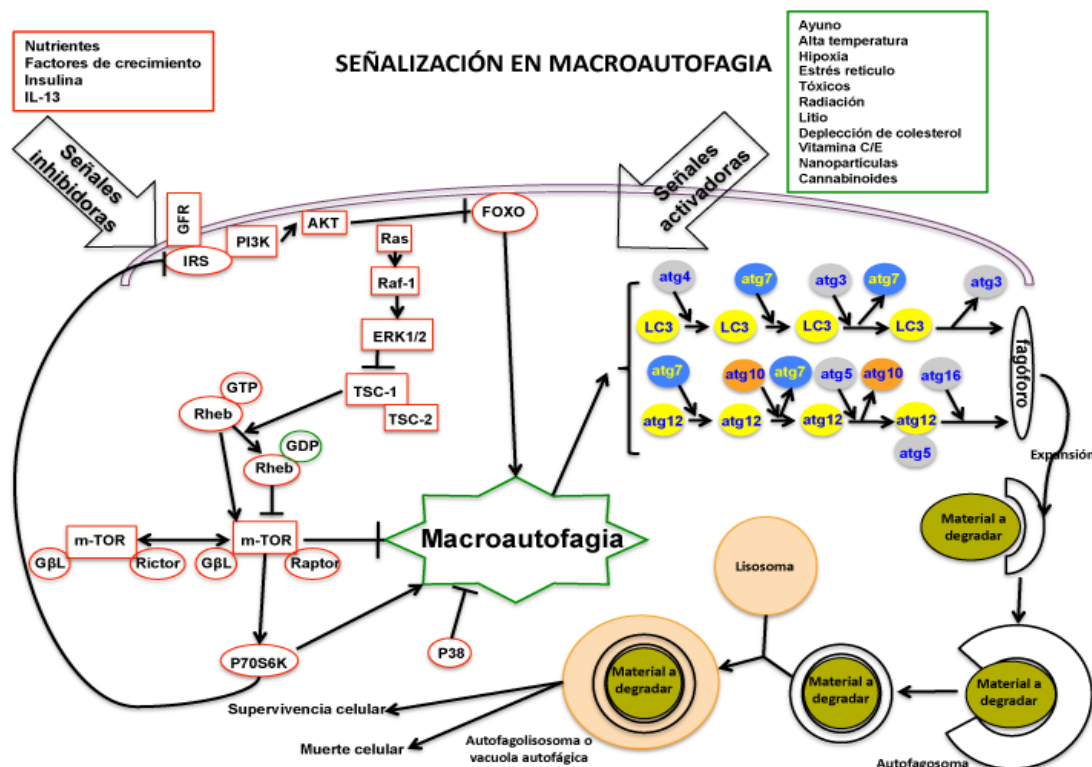 SEÑALIZACIÓN EN MACROAUTOFAGIA
Nutrientes
Factores de crecimiento
Insulina
IL-13
Ayuno
Alta temperatura
Hipoxia
Estrés retículo
Tóxicos
Radiación
Litio
Deplección de colesterol
Vitamina C/E
Nanopartículas
Cannabinoides
Señales
inhibidoras
Señales
activadoras
GFR
IRS
PI3K
AKT
FOXO
Ras
Raf-1
ERK1/2
TSC-1
TSC-2
GTP
Rheb
GDP
Rheb
m-TOR
GβL
Rictor
m-TOR
GβL
Raptor
P70S6K
P38
Macroautofagia
atg4
atg7
atg3
atg7
atg3
LC3
LC3
LC3
LC3
atg7
atg10
atg7
atg5
atg10
atg16
atg12
atg12
atg12
atg12
atg5
fagóforo
Expansión
Material a
degradar
Lisosoma
Material a
degradar
Material a
degradar
Material a
degradar
Supervivencia celular
Muerte celular
Autofagolisosoma o
vacuola autofágica
Autofagosoma